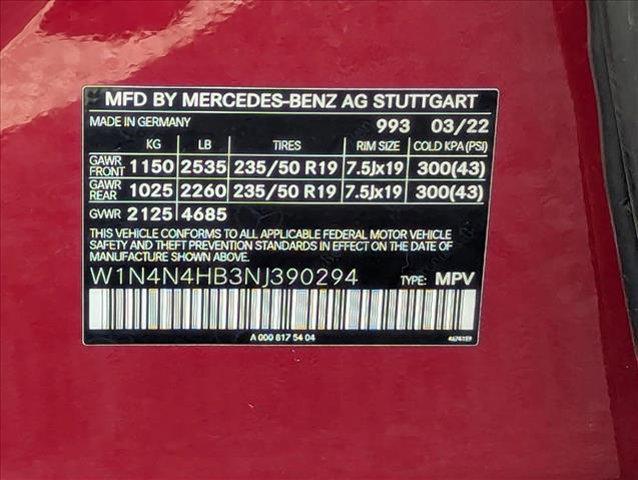 MFD BY MERCEDES-BENZ AG STUTTGART
MADE IN GERMANY 993 03/22
KG LB TIRES RIM SIZE COLD KPA(PSI)
GAWR FRONT 1150 2535 235/50 R19 7.5Jx19 300(43)
GAWR REAR 1025 2260 235/50 R19 7.5Jx19 300(43)
GVWR 2125 4685
THIS VEHICLE CONFORMS TO ALL APPLICABLE FEDERAL MOTOR VEHICLE
SAFETY AND THEFT PREVENTION STANDARDS IN EFFECT ON THE DATE OF
MANUFACTURE SHOWN ABOVE.
W1N4N4HB3NJ390294 TYPE: MPV
A 000 817 54 04